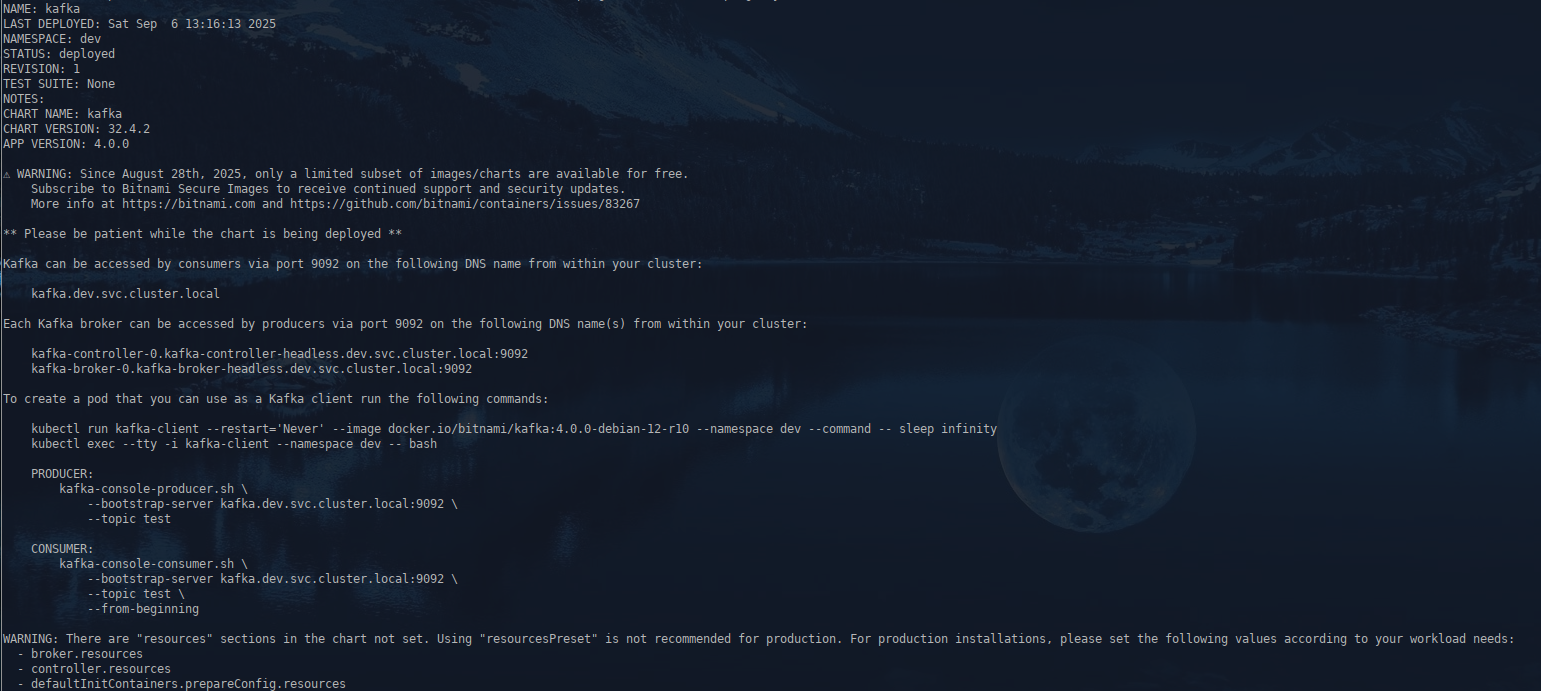 NAME: kafka
LAST DEPLOYED: Sat Sep  6 13:16:13 2025
NAMESPACE: dev
STATUS: deployed
REVISION: 1
TEST SUITE: None
NOTES:
CHART NAME: kafka
CHART VERSION: 32.4.2
APP VERSION: 4.0.0

⚠ WARNING: Since August 28th, 2025, only a limited subset of images/charts are available for free.
    Subscribe to Bitnami Secure Images to receive continued support and security updates.
    More info at https://bitnami.com and https://github.com/bitnami/containers/issues/83267

** Please be patient while the chart is being deployed **

Kafka can be accessed by consumers via port 9092 on the following DNS name from within your cluster:

    kafka.dev.svc.cluster.local

Each Kafka broker can be accessed by producers via port 9092 on the following DNS name(s) from within your cluster:

    kafka-controller-0.kafka-controller-headless.dev.svc.cluster.local:9092
    kafka-broker-0.kafka-broker-headless.dev.svc.cluster.local:9092

To create a pod that you can use as a Kafka client run the following commands:

    kubectl run kafka-client --restart='Never' --image docker.io/bitnami/kafka:4.0.0-debian-12-r10 --namespace dev --command -- sleep infinity
    kubectl exec --tty -i kafka-client --namespace dev -- bash

    PRODUCER:
        kafka-console-producer.sh \
            --bootstrap-server kafka.dev.svc.cluster.local:9092 \
            --topic test

    CONSUMER:
        kafka-console-consumer.sh \
            --bootstrap-server kafka.dev.svc.cluster.local:9092 \
            --topic test \
            --from-beginning

WARNING: There are "resources" sections in the chart not set. Using "resourcesPreset" is not recommended for production. For production installations, please set the following values according to your workload needs:
  - broker.resources
  - controller.resources
  - defaultInitContainers.prepareConfig.resources